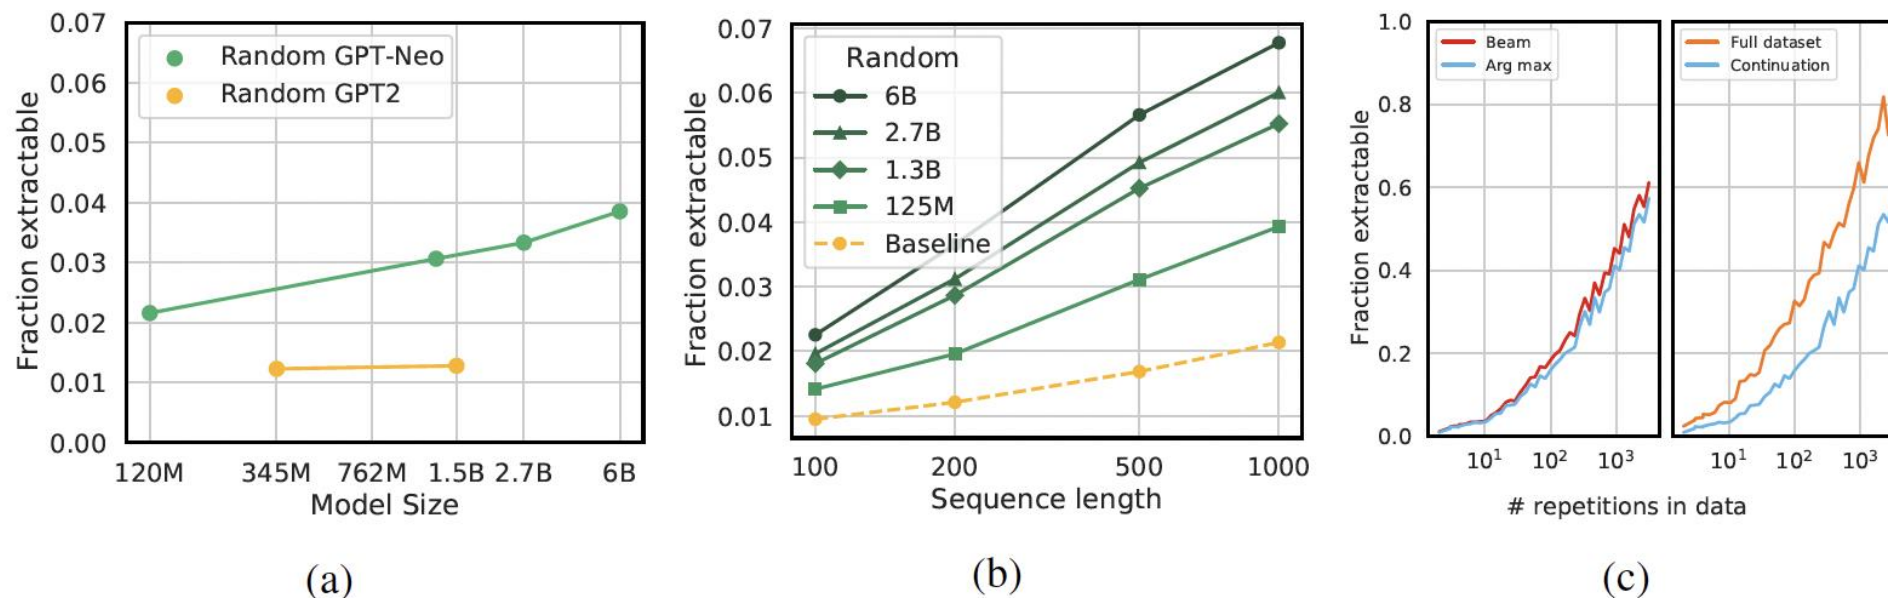 0.07
0.06
0.05
0.04
0.03
0.02
0.01
0.00
Fraction extractable
Random GPT-Neo
Random GPT2
120M 345M 762M 1.5B 2.7B 6B
Model Size
(a)
0.07
0.06
0.05
0.04
0.03
0.02
0.01
Fraction extractable
Random
6B
2.7B
1.3B
125M
Baseline
100 200 500 1000
Sequence length
(b)
1.0
0.8
0.6
0.4
0.2
0.0
Fraction extractable
Beam
Arg max
10¹ 10² 10³
Full dataset
Continuation
10¹ 10² 10³
# repetitions in data
(c)